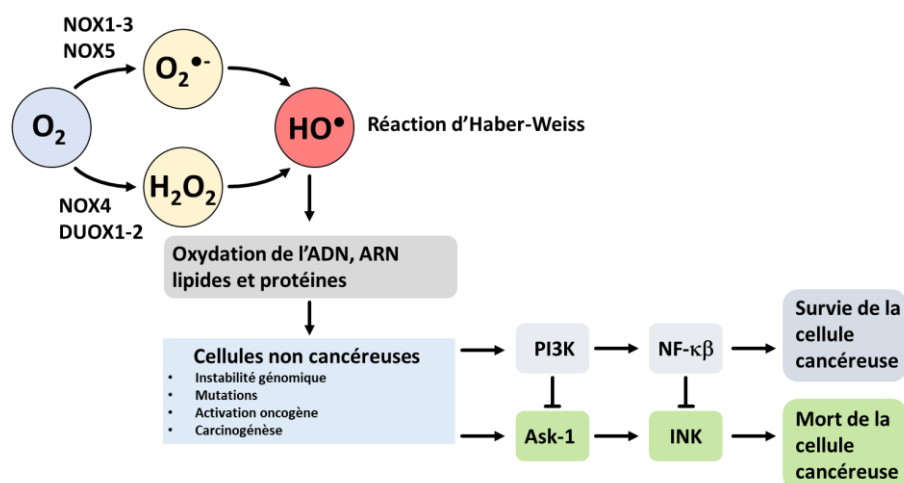 NOX1-3
NOX5
O₂
O₂●-
HO●
Réaction d’Haber-Weiss
H₂O₂
NOX4
DUOX1-2
Oxydation de l’ADN, ARN
lipides et protéines
Cellules non cancéreuses
• Instabilité génomique
• Mutations
• Activation oncogène
• Carcinogénèse
PI3K
NF-κβ
Survie de la
cellule
cancéreuse
Ask-1
INK
Mort de la
cellule
cancéreuse